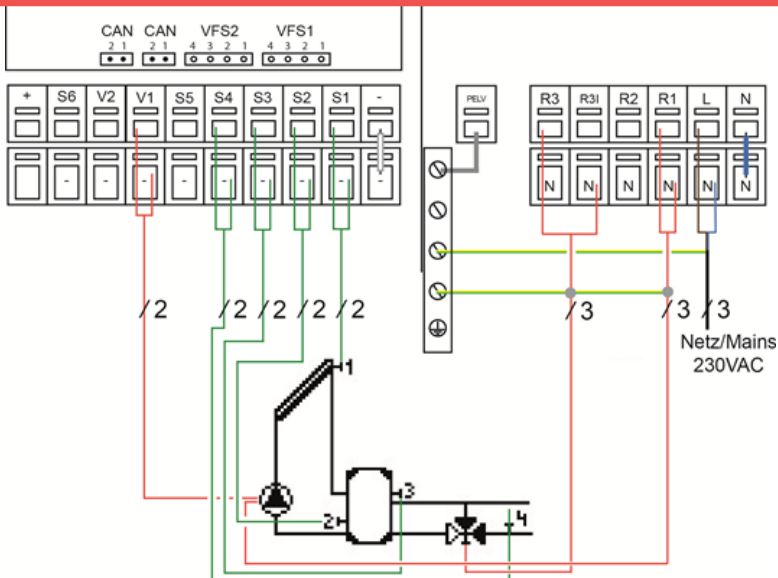 CAN CAN VFS2 VFS1
2 1 2 1 4 3 2 1 4 3 2 1
+ S6 V2 V1 S5 S4 S3 S2 S1 -
PELV
R3 R3I R2 R1 L N
- - - - - - - - -
N N N N N N
/2 /2 /2 /2 /2 /3 /3 /3
Netz/Mains
230VAC
1
3
2
4